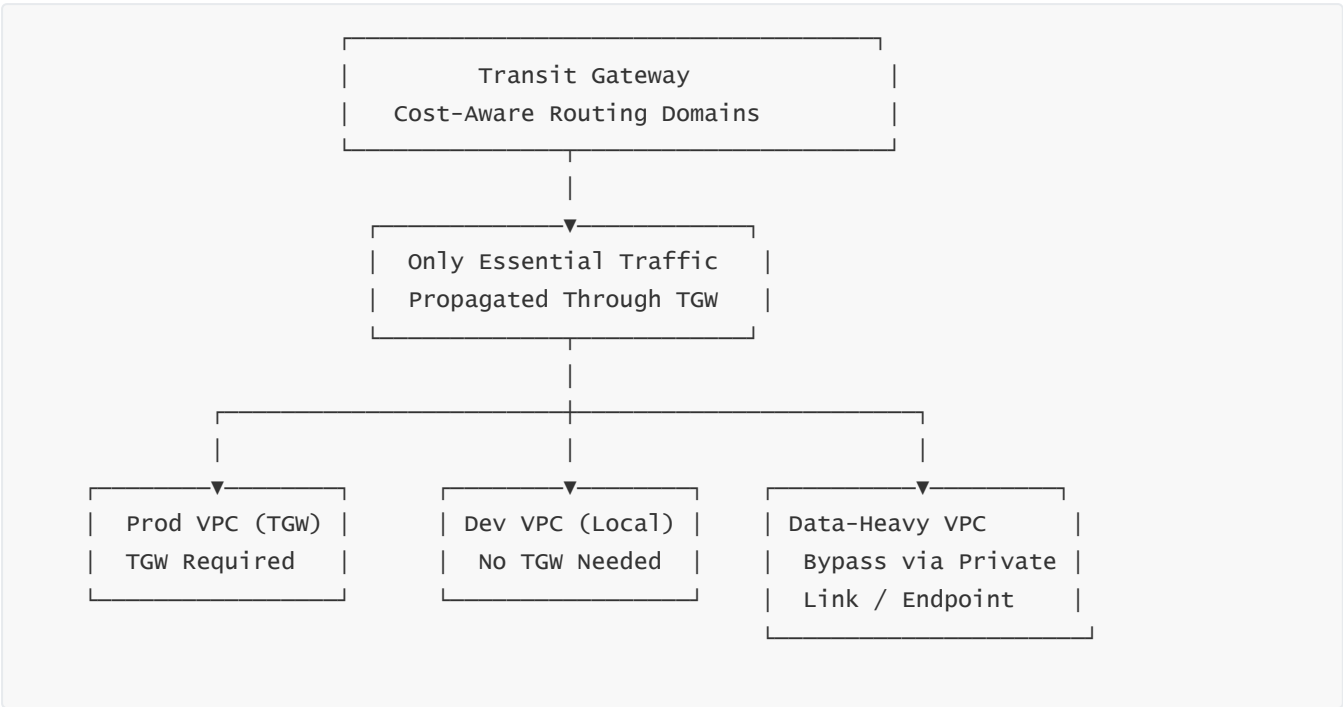 Transit Gateway
Cost-Aware Routing Domains
Only Essential Traffic
Propagated Through TGW
Prod VPC (TGW)
TGW Required
Dev VPC (Local)
No TGW Needed
Data-Heavy VPC
Bypass via Private
Link / Endpoint